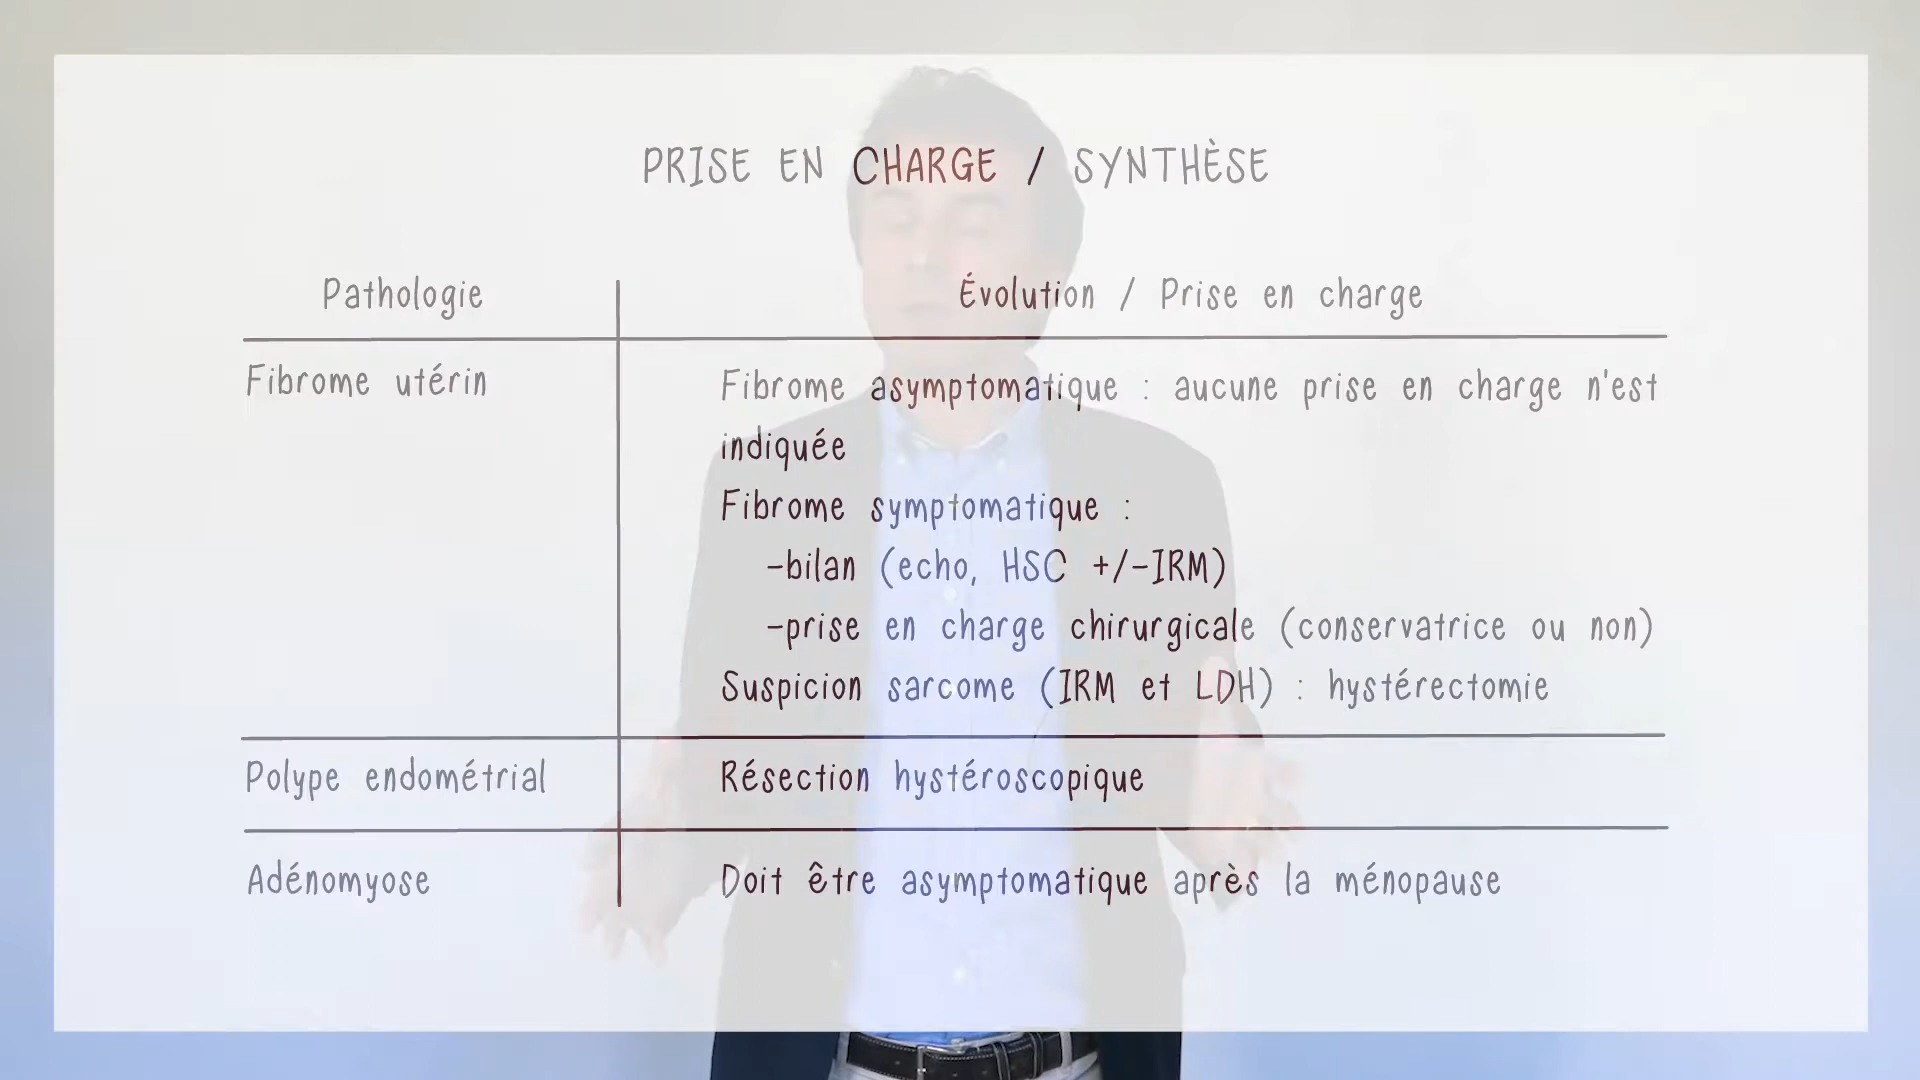 PRISE EN CHARGE / SYNTHÈSE
Pathologie
Évolution / Prise en charge
Fibrome utérin
Fibrome asymptomatique : aucune prise en charge n'est
indiquée
Fibrome symptomatique :
-bilan (echo, HSC +/-IRM)
-prise en charge chirurgicale (conservatrice ou non)
Suspicion sarcome (IRM et LDH) : hystérectomie
Polype endométrial
Résection hystéroscopique
Adénomyose
Doit être asymptomatique après la ménopause